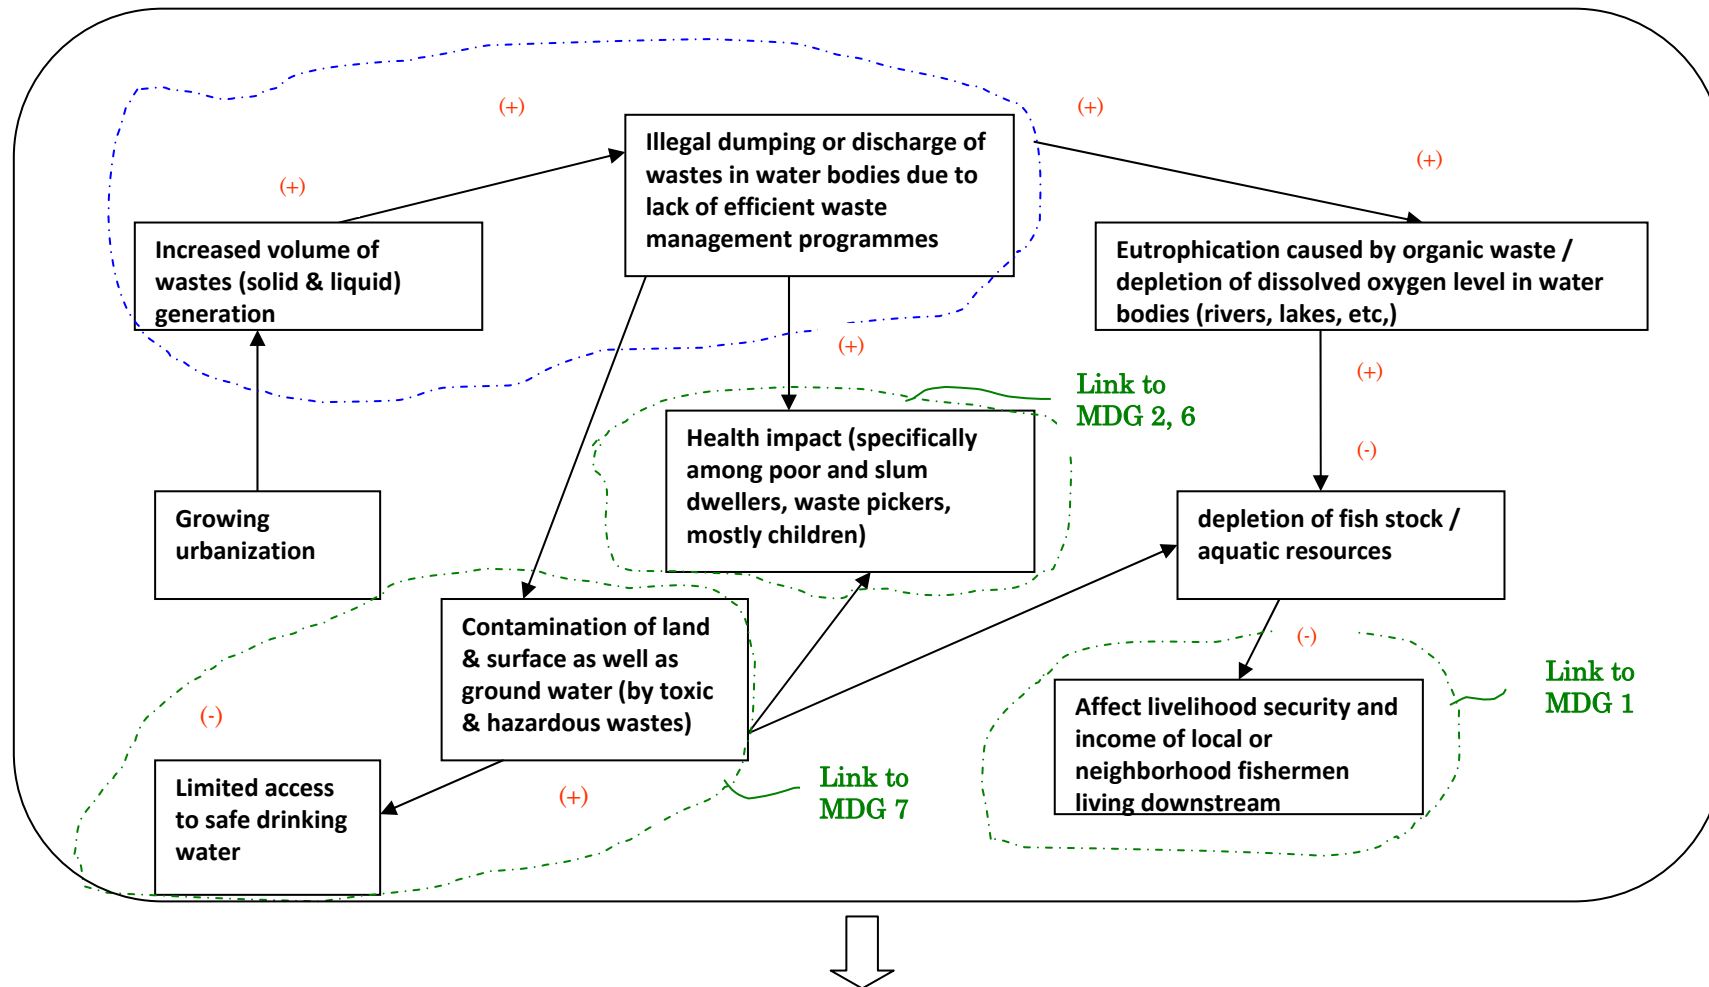 (+)
(+)
Illegal dumping or discharge of
wastes in water bodies due to
lack of efficient waste
management programmes
(+)
(+)
Increased volume of
wastes (solid & liquid)
generation
Eutrophication caused by organic waste /
depletion of dissolved oxygen level in water
bodies (rivers, lakes, etc,)
(+)
(+)
Link to
MDG 2, 6
Health impact (specifically
among poor and slum
dwellers, waste pickers,
mostly children)
(-)
Growing
urbanization
depletion of fish stock /
aquatic resources
Contamination of land
& surface as well as
ground water (by toxic
& hazardous wastes)
(-)
Link to
MDG 1
Affect livelihood security and
income of local or
neighborhood fishermen
living downstream
(-)
Limited access
to safe drinking
water
(+)
Link to
MDG 7